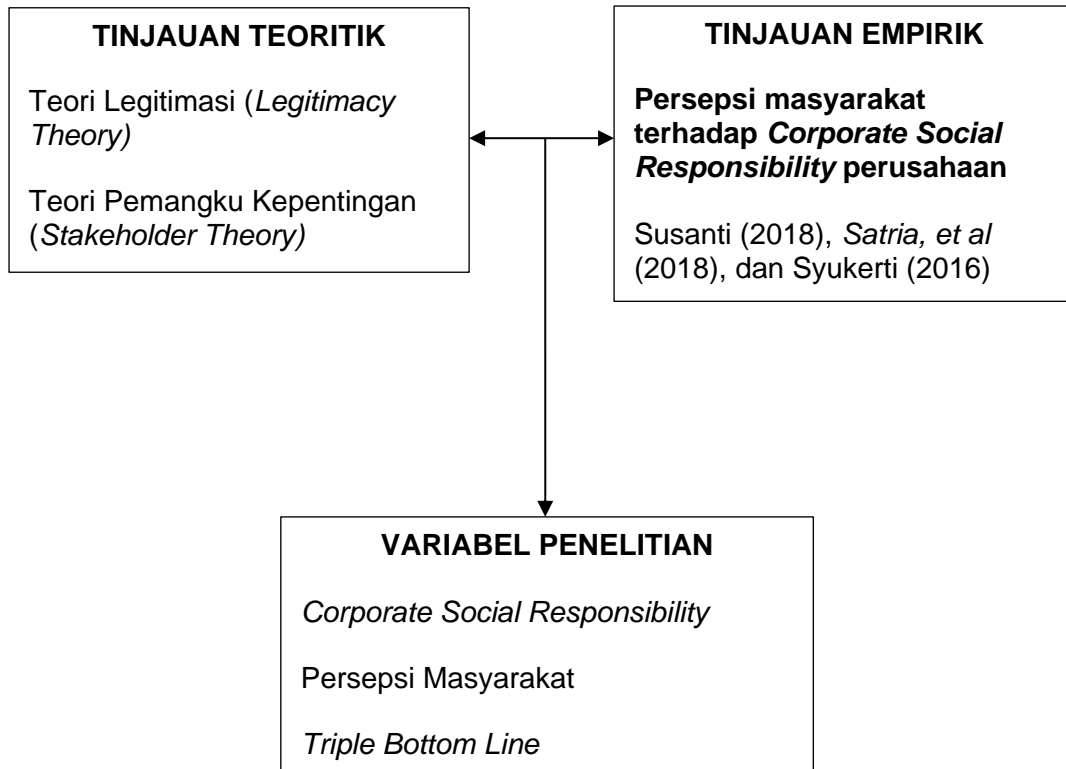 TINJAUAN TEORITIK
Teori Legitimasi (Legitimacy
Theory)
Teori Pemangku Kepentingan
(Stakeholder Theory)
TINJAUAN EMPIRIK
Persepsi masyarakat
terhadap Corporate Social
Responsibility perusahaan
Susanti (2018), Satria, et al
(2018), dan Syukerti (2016)
VARIABEL PENELITIAN
Corporate Social Responsibility
Persepsi Masyarakat
Triple Bottom Line